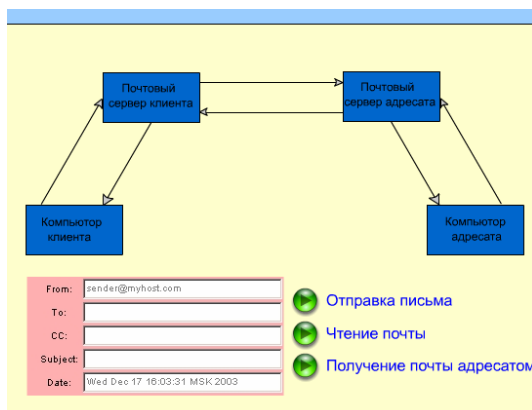 Почтовый
сервер клиента
Почтовый
сервер адресата
Компьютор
клиента
Компьютор
адресата
From: sender@myhost.com
To:
CC:
Subject:
Date: Wed Dec 17 16:03:31 MSK 2003
Отправка письма
Чтение почты
Получение почты адресатом